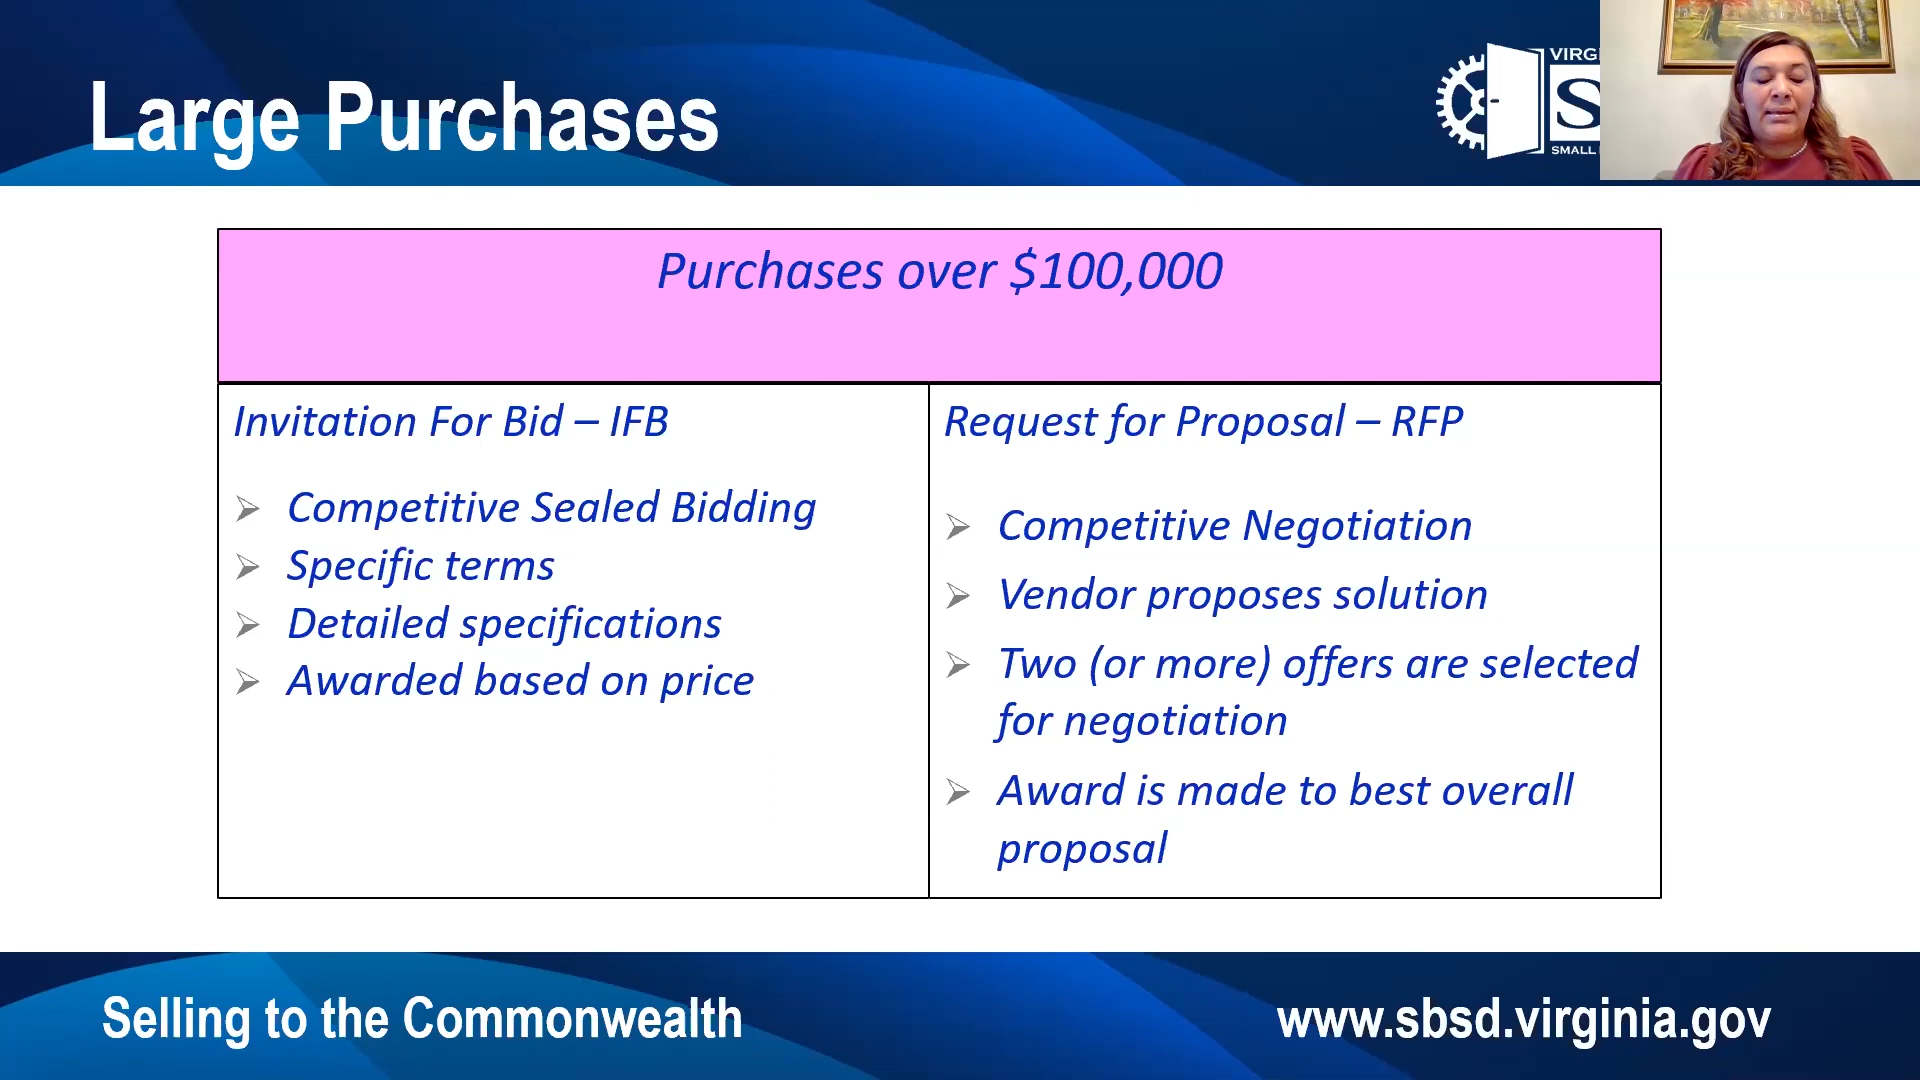 Large Purchases
SMALL
Purchases over $100,000
Invitation For Bid – IFB
➢ Competitive Sealed Bidding
➢ Specific terms
➢ Detailed specifications
➢ Awarded based on price
Request for Proposal – RFP
➢ Competitive Negotiation
➢ Vendor proposes solution
➢ Two (or more) offers are selected
for negotiation
➢ Award is made to best overall
proposal
Selling to the Commonwealth
www.sbsd.virginia.gov